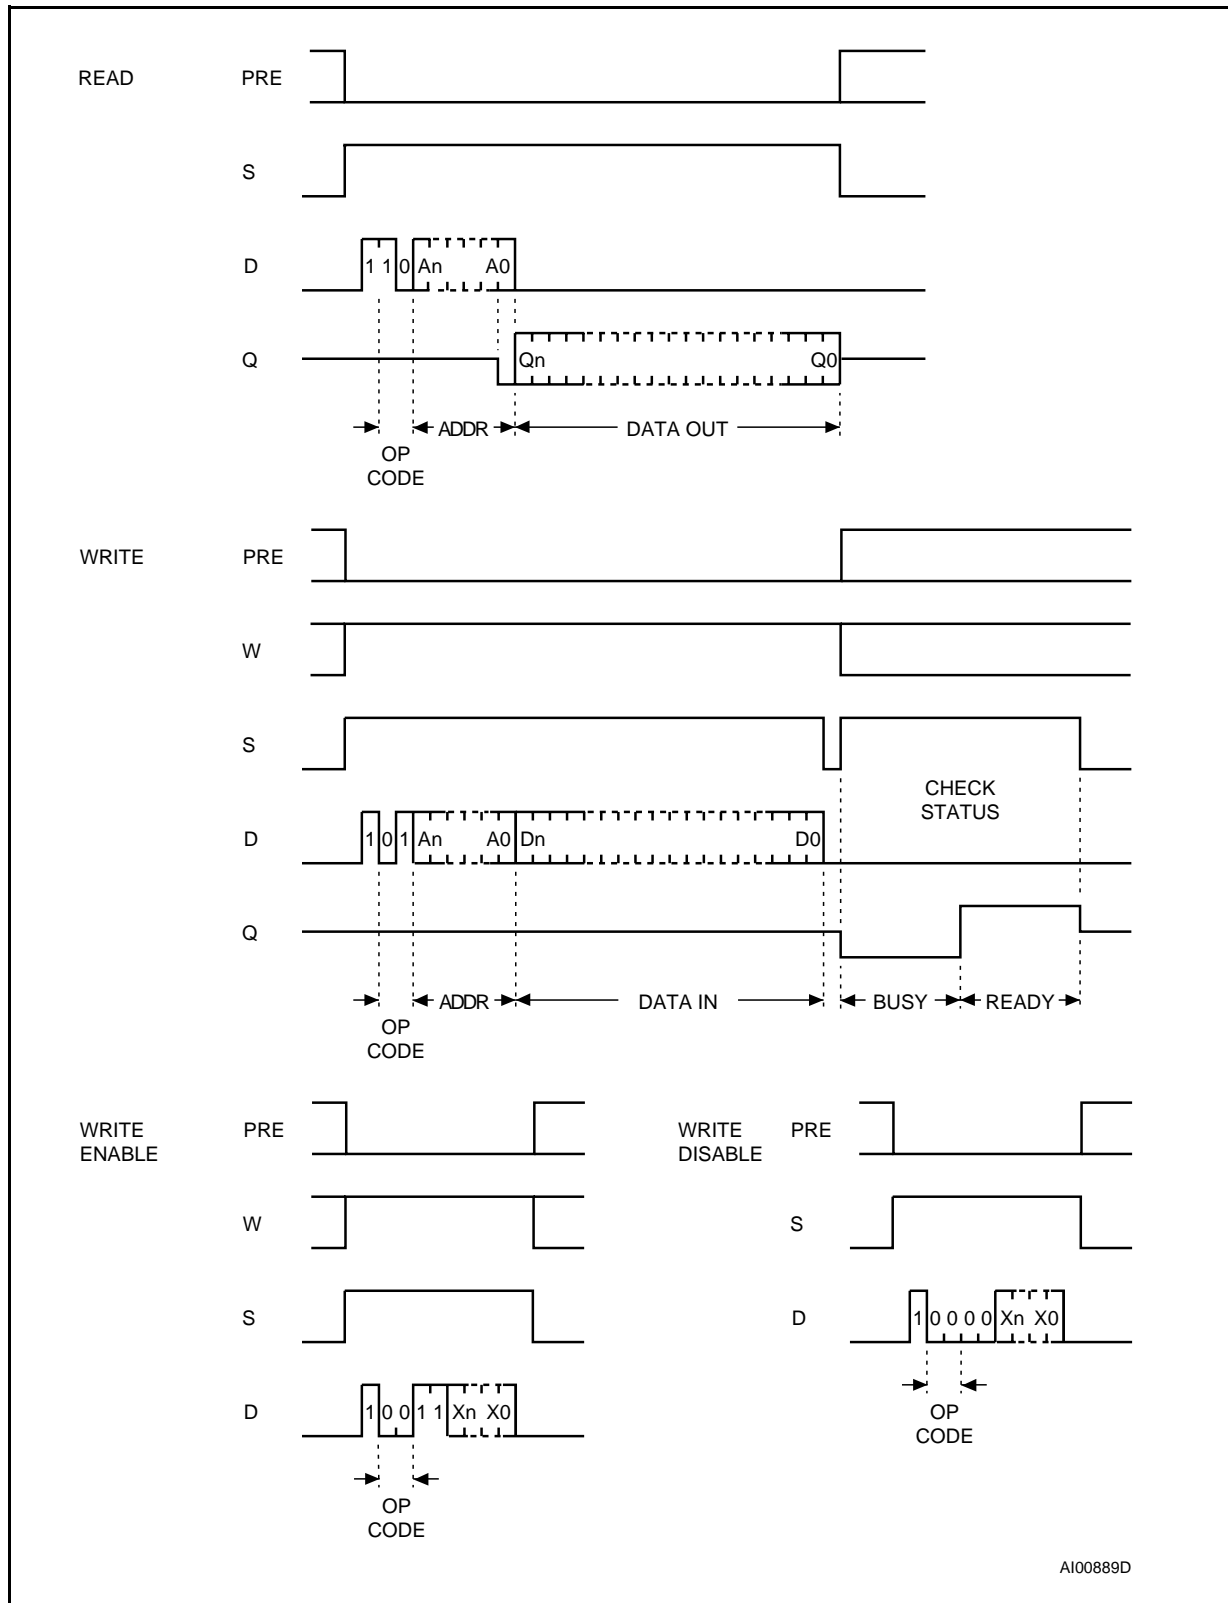 READ PRE
S
D 1 1 0 An A0
Q Qn Q0
ADDR DATA OUT
OP
CODE
WRITE PRE
W
S
CHECK
STATUS
D 1 0 1 An A0 Dn D0
Q
ADDR DATA IN BUSY READY
OP
CODE
WRITE
ENABLE
PRE
W
S
D 1 0 0 1 1 Xn X0
OP
CODE
WRITE
DISABLE
PRE
S
D 1 0 0 0 0 Xn X0
OP
CODE
AI00889D